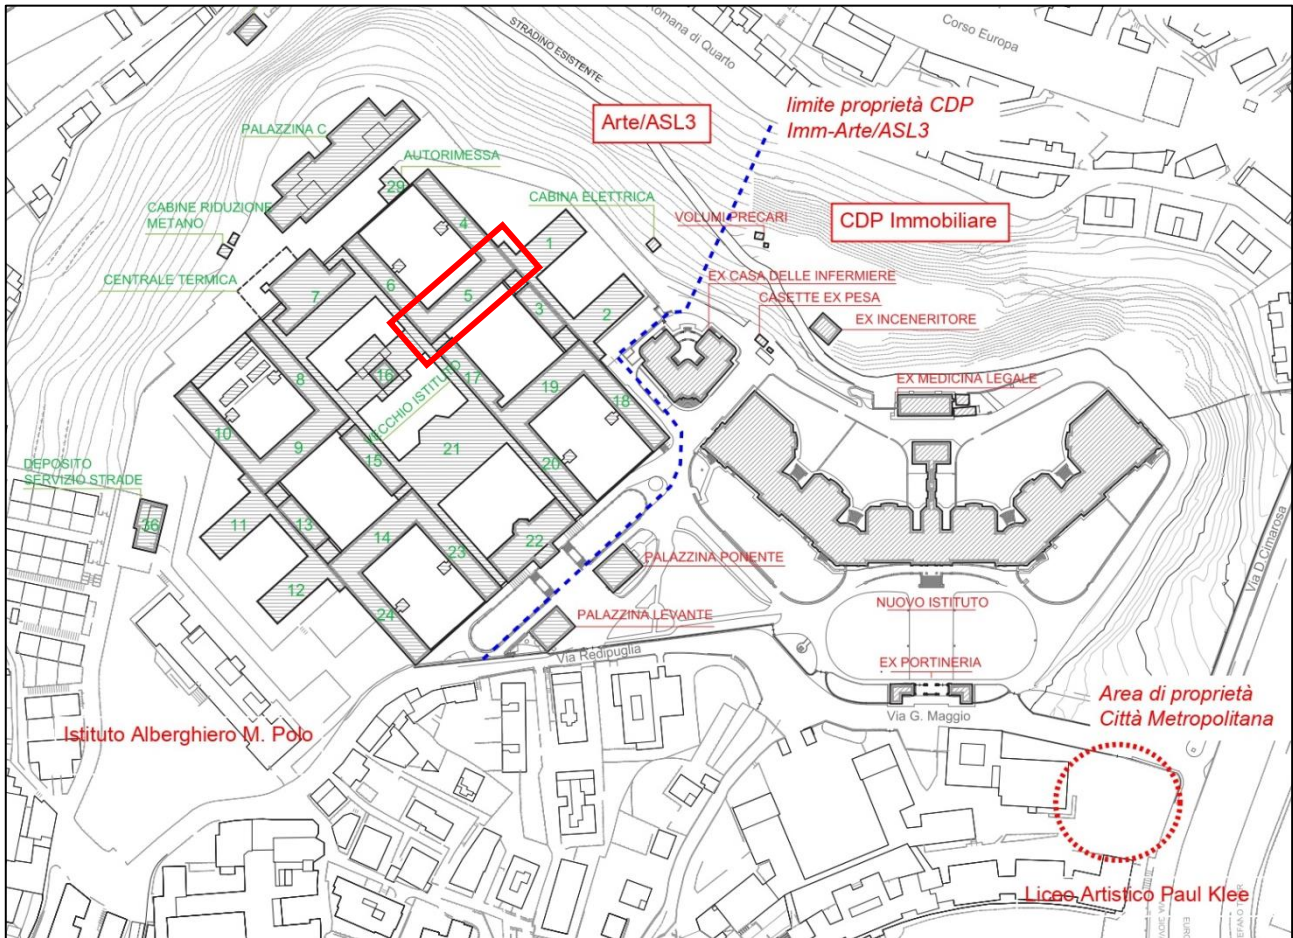 Corso Europa
STRADINO ESISTENTE
Romana di Quarto
Arte/ASL3
limite proprietà CDP
Imm-Arte/ASL3
PALAZZINA C
AUTORIMESSA
29
CABINA ELETTRICA
CABINE RIDUZIONE
METANO
VOLUMI PRECARI
CDP Immobiliare
4
1
CENTRALE TERMICA
EX CASA DELLE INFERMIERE
CASETTE EX PESA
EX INCENERITORE
7
6
5
3
2
EX MEDICINA LEGALE
8
16
VECCHIO ISTITUTO
17
19
18
10
9
15
21
20
DEPOSITO
SERVIZIO STRADE
36
11
13
14
23
22
12
24
PALAZZINA PONENTE
PALAZZINA LEVANTE
NUOVO ISTITUTO
Via D.Cimarosa
Via Redipuglia
EX PORTINERIA
Via G. Maggio
Area di proprietà
Città Metropolitana
Istituto Alberghiero M. Polo
Liceo Artistico Paul Klee